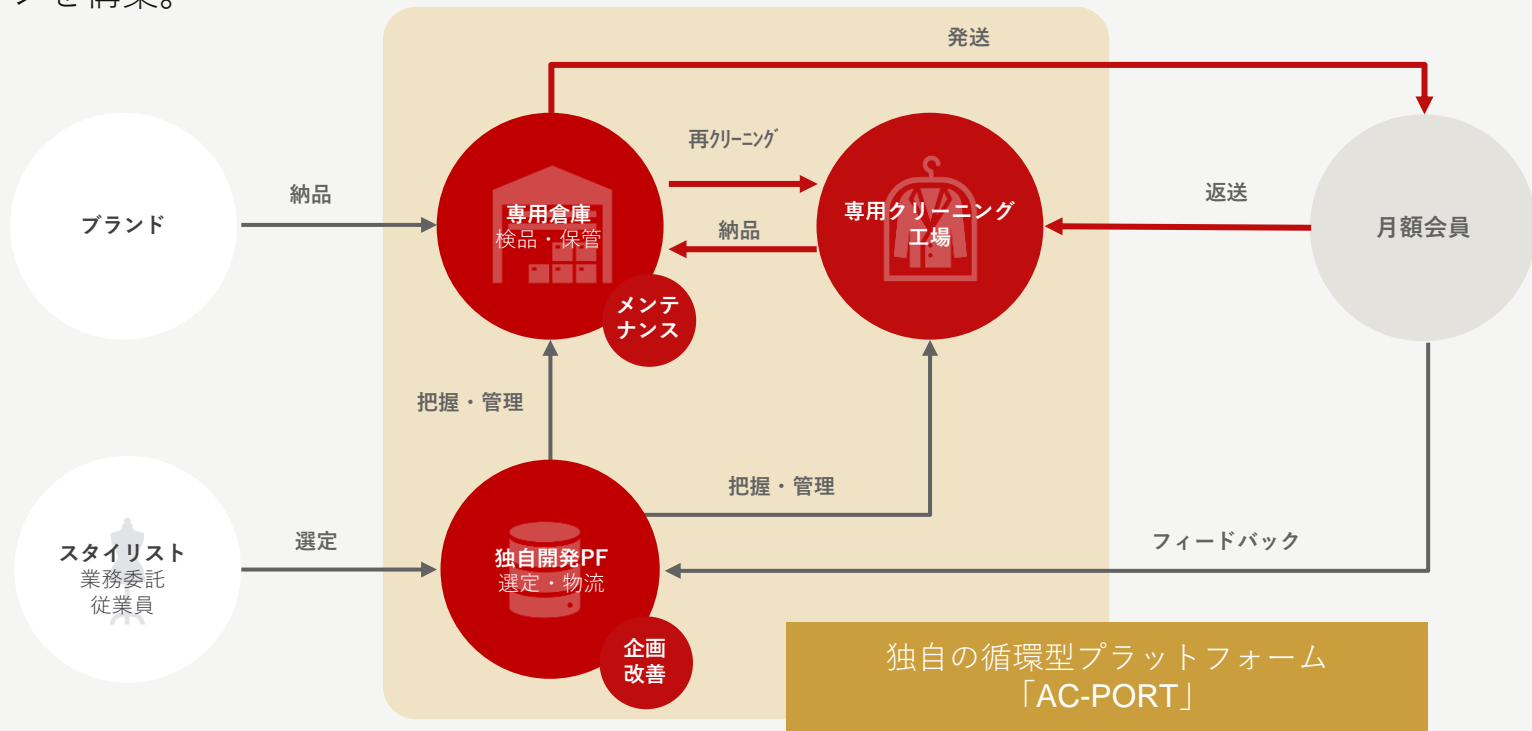 発送
再ｸﾘｰﾆﾝｸﾞ
納品
ブランド
専用倉庫
検品・保管
納品
専用クリーニング
工場
返送
月額会員
メンテ
ナンス
把握・管理
把握・管理
スタイリスト
業務委託
従業員
選定
独自開発PF
選定・物流
フィードバック
企画
改善
独自の循環型プラットフォーム
「AC-PORT」